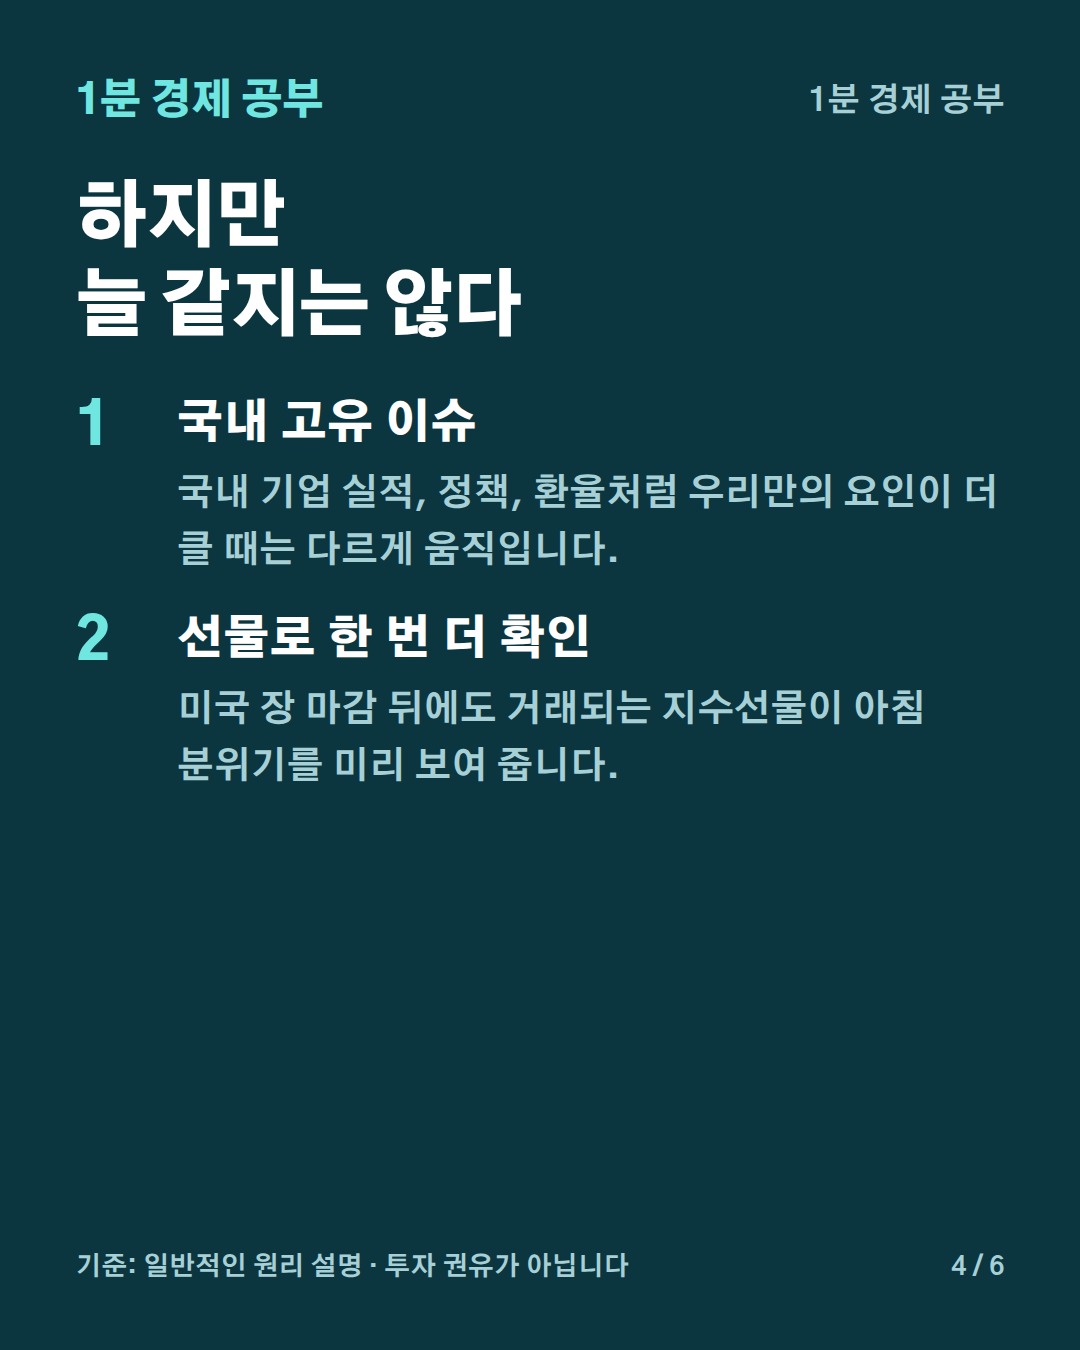 1분 경제 공부
1분 경제 공부
하지만
늘 같지는 않다
1
국내 고유 이슈
국내 기업 실적, 정책, 환율처럼 우리만의 요인이 더
클 때는 다르게 움직입니다.
2
선물로 한 번 더 확인
미국 장 마감 뒤에도 거래되는 지수선물이 아침
분위기를 미리 보여 줍니다.
기준: 일반적인 원리 설명 · 투자 권유가 아닙니다
4 / 6